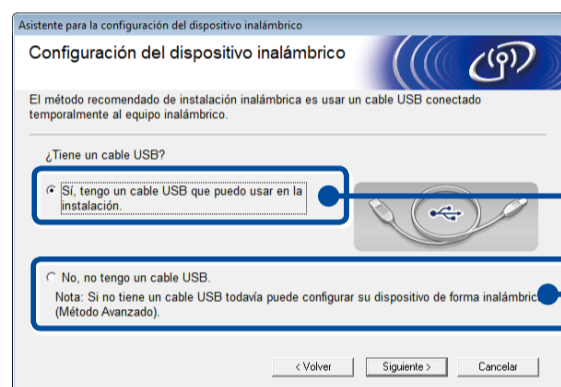 Asistente para la configuración del dispositivo inalámbrico
Configuración del dispositivo inalámbrico
El método recomendado de instalación inalámbrica es usar un cable USB conectado
temporalmente al equipo inalámbrico.
¿Tiene un cable USB?
Sí, tengo un cable USB que puedo usar en la
instalación.
No, no tengo un cable USB.
Nota: Si no tiene un cable USB todavía puede configurar su dispositivo de forma inalámbric
(Método Avanzado).
< Volver
Siguiente >
Cancelar